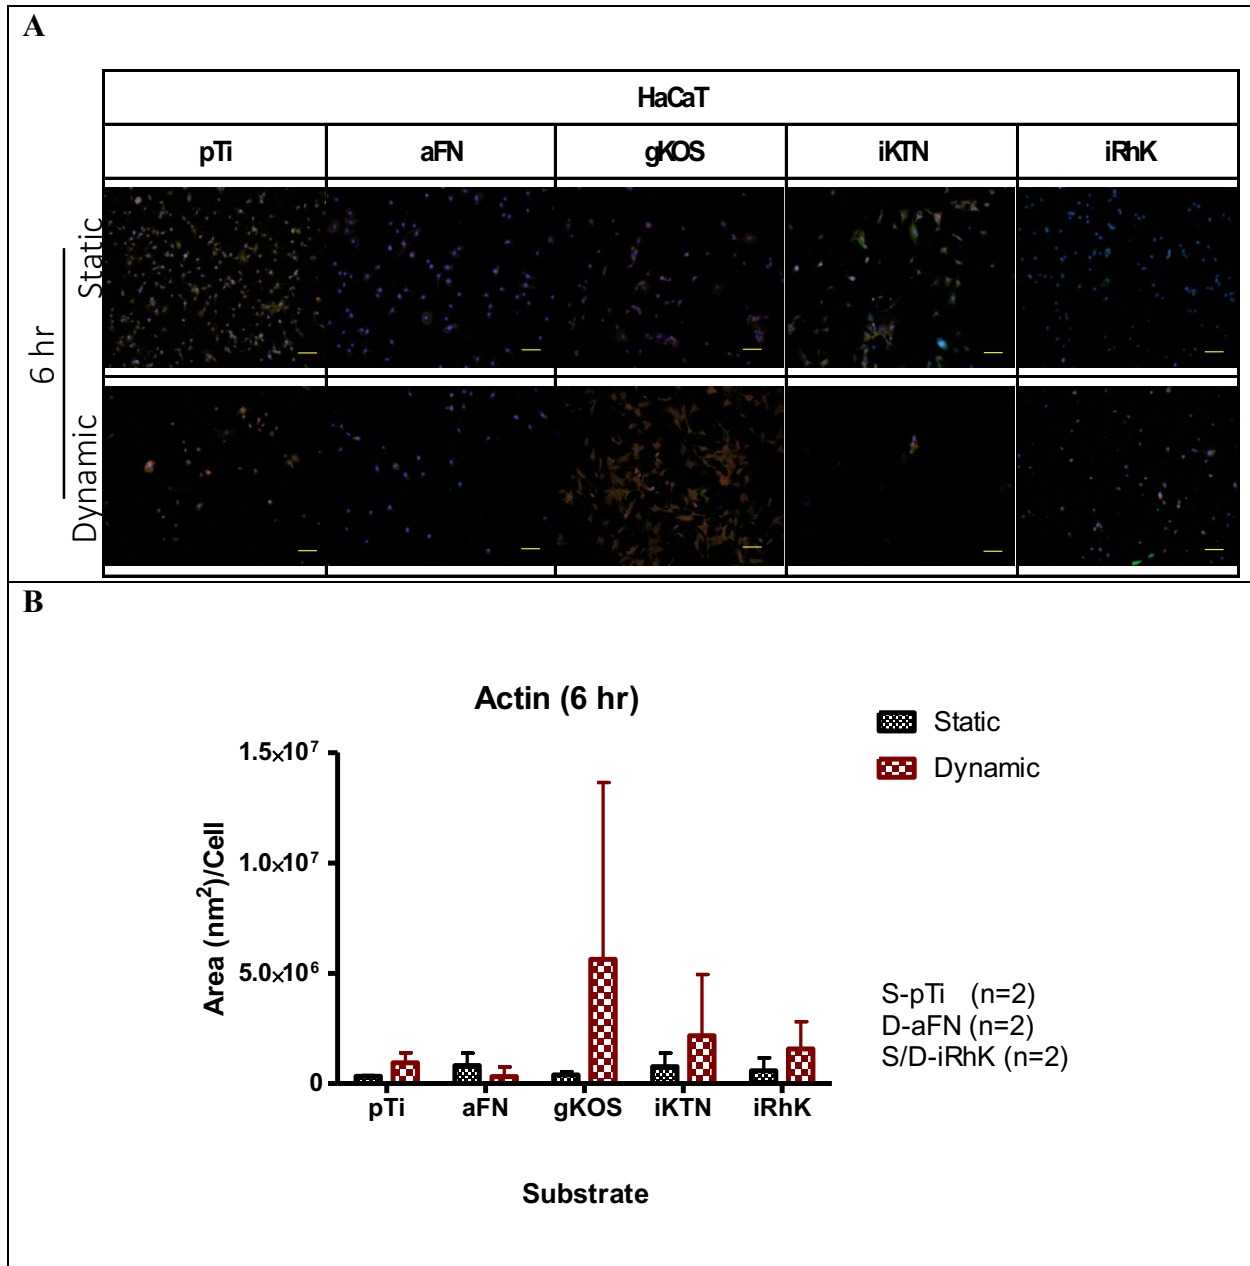 A
HaCaT
pTi aFN gKOS iKTN iRhK
6 hr
Static
Dynamic
B
Actin (6 hr)
Static
Dynamic
Area (nm²)/Cell
1.5×10⁷
1.0×10⁷
5.0×10⁶
0
pTi aFN gKOS iKTN iRhK
Substrate
S-pTi (n=2)
D-aFN (n=2)
S/D-iRhK (n=2)